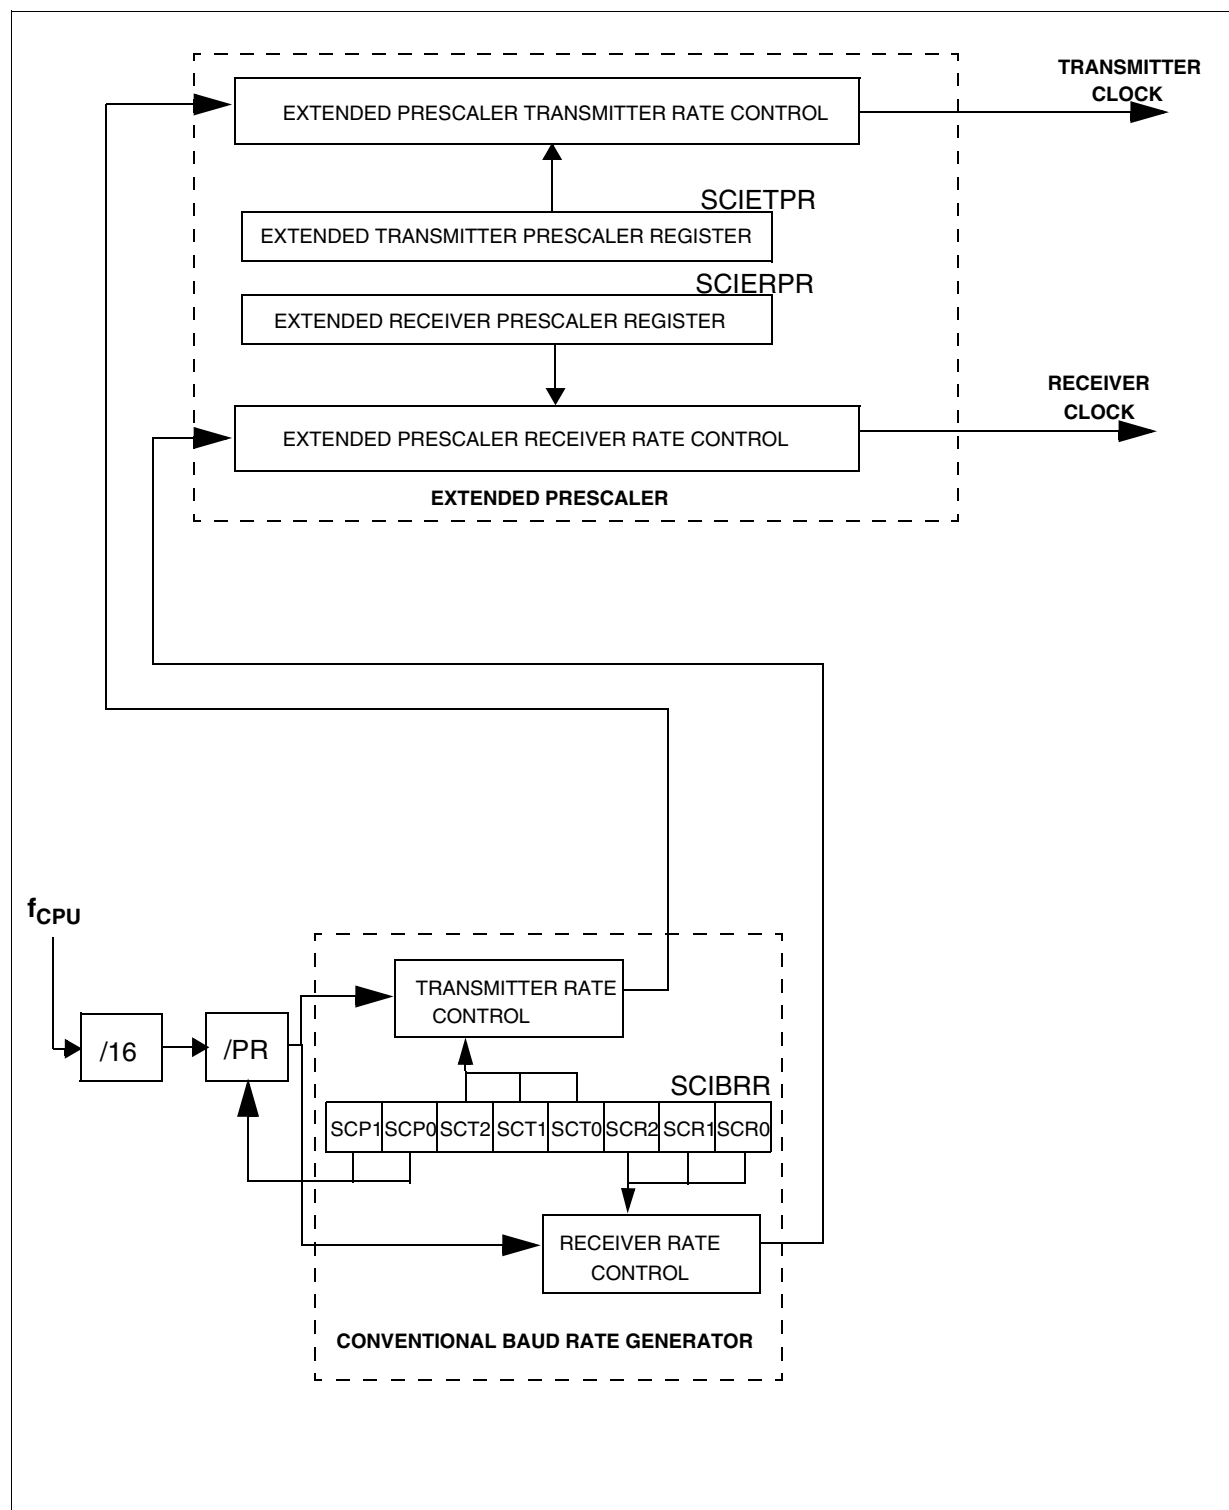 TRANSMITTER
CLOCK
EXTENDED PRESCALER TRANSMITTER RATE CONTROL
SCIETPR
EXTENDED TRANSMITTER PRESCALER REGISTER
SCIERPR
EXTENDED RECEIVER PRESCALER REGISTER
RECEIVER
CLOCK
EXTENDED PRESCALER RECEIVER RATE CONTROL
EXTENDED PRESCALER
fCPU
TRANSMITTER RATE
CONTROL
/16
/PR
SCIBRR
SCP1 SCP0 SCT2 SCT1 SCT0 SCR2 SCR1 SCR0
RECEIVER RATE
CONTROL
CONVENTIONAL BAUD RATE GENERATOR